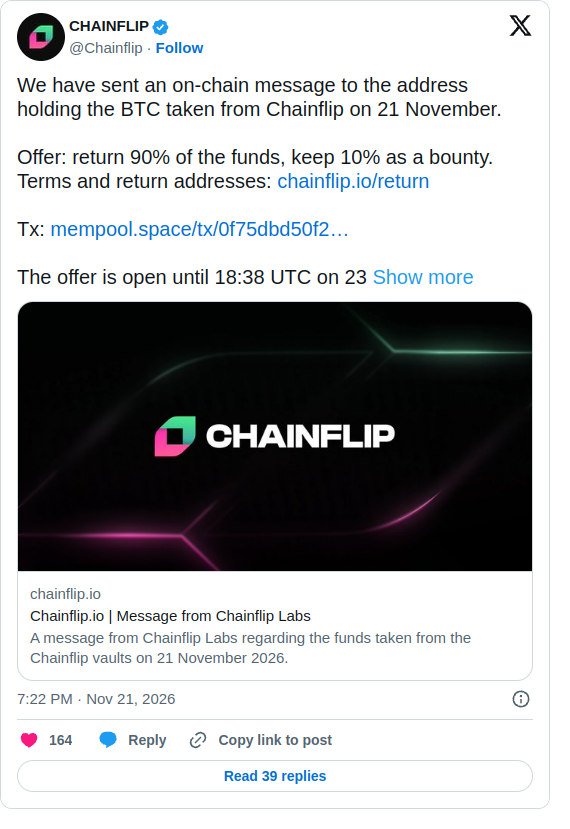 CHAINFLIP
@Chainflip · Follow
We have sent an on-chain message to the address
holding the BTC taken from Chainflip on 21 November.
Offer: return 90% of the funds, keep 10% as a bounty.
Terms and return addresses: chainflip.io/return
Tx: mempool.space/tx/0f75dbd50f2…
The offer is open until 18:38 UTC on 23 Show more
CHAINFLIP
chainflip.io
Chainflip.io | Message from Chainflip Labs
A message from Chainflip Labs regarding the funds taken from the
Chainflip vaults on 21 November 2026.
7:22 PM · Nov 21, 2026
164 Reply Copy link to post
Read 39 replies